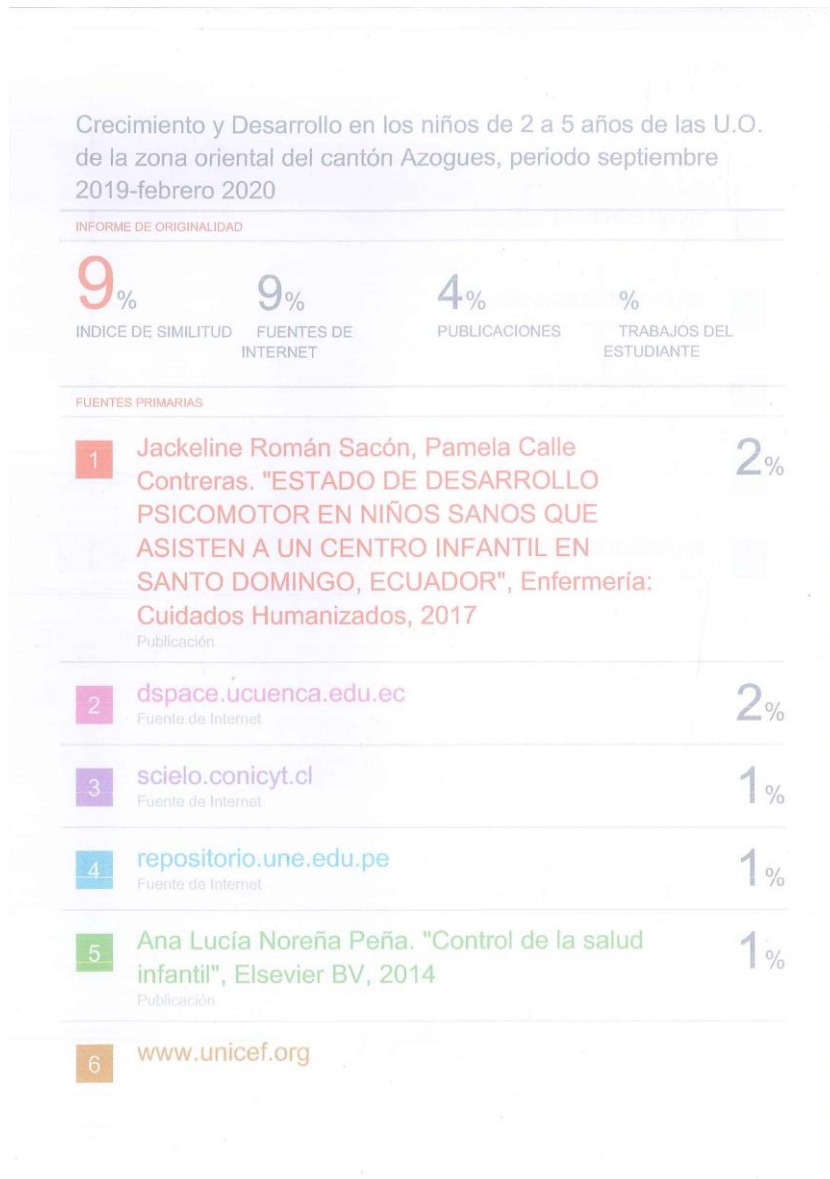 Crecimiento y Desarrollo en los niños de 2 a 5 años de las U.O.
de la zona oriental del cantón Azogues, periodo septiembre
2019-febrero 2020
INFORME DE ORIGINALIDAD
9% 9% 4% %
INDICE DE SIMILITUD FUENTES DE INTERNET PUBLICACIONES TRABAJOS DEL ESTUDIANTE
FUENTES PRIMARIAS
1 Jackeline Román Sacón, Pamela Calle 2%
Contreras. "ESTADO DE DESARROLLO
PSICOMOTOR EN NIÑOS SANOS QUE
ASISTEN A UN CENTRO INFANTIL EN
SANTO DOMINGO, ECUADOR", Enfermería:
Cuidados Humanizados, 2017
Publicación
2 dspace.ucuenca.edu.ec 2%
Fuente de Internet
3 scielo.conicyt.cl 1%
Fuente de Internet
4 repositorio.une.edu.pe 1%
Fuente de Internet
5 Ana Lucía Noreña Peña. "Control de la salud 1%
infantil", Elsevier BV, 2014
Publicación
6 www.unicef.org